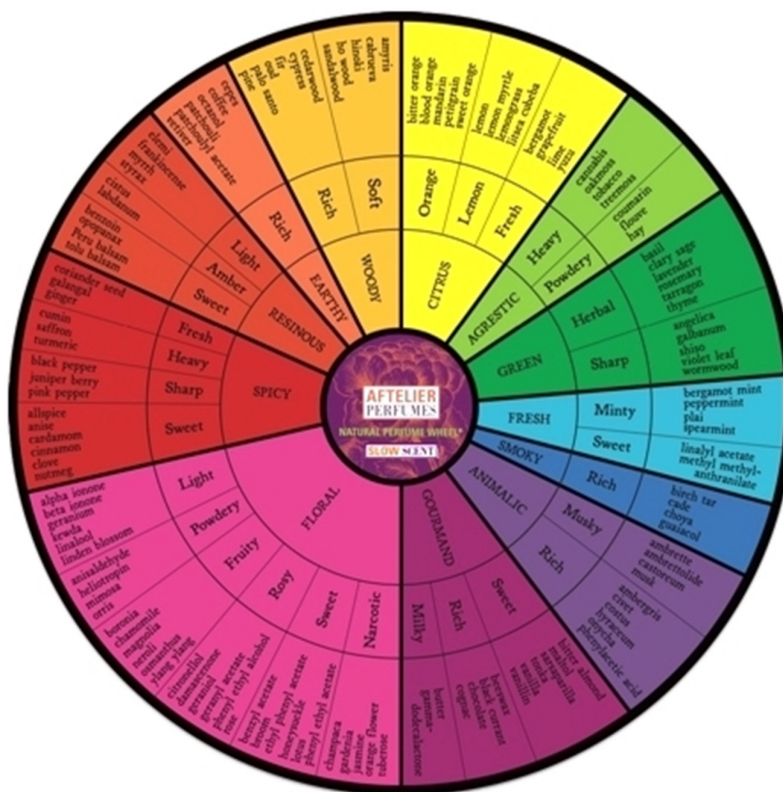 AFTELIER
PERFUMES
NATURAL PERFUME WHEEL®
SLOW SCENT
CITRUS
Orange
bitter orange
blood orange
mandarin
petitgrain
sweet orange
Lemon
lemon
lemon myrtle
lemongrass
litsea cubeba
Fresh
bergamot
grapefruit
lime
yuzu
AGRESTIC
Heavy
cannabis
oakmoss
tobacco
treemoss
Powdery
coumarin
flouve
hay
GREEN
Herbal
basil
clary sage
lavender
rosemary
tarragon
thyme
Sharp
angelica
galbanum
shiso
violet leaf
wormwood
FRESH
Minty
bergamot mint
peppermint
plai
spearmint
Sweet
linalyl acetate
methyl methyl-
anthranilate
SMOKY
Rich
birch tar
cade
choya
guaiacol
ANIMALIC
Musky
ambrette
ambrettolide
castoreum
musk
Rich
ambergris
civet
costus
hyraceum
onycha
phenylacetic acid
GOURMAND
Sweet
bitter almond
maltol
sarsaparilla
tonka
vanilla
vanillin
Rich
beeswax
black currant
chocolate
cognac
Milky
butter
gamma-
dodecalactone
FLORAL
Narcotic
champaca
gardenia
jasmine
orange flower
tuberose
Sweet
benzyl acetate
broom
ethyl phenyl acetate
honeysuckle
lotus
phenyl ethyl acetate
Rosy
citronellol
damascenone
geraniol
geranyl acetate
phenyl ethyl alcohol
rose
Fruity
boronia
chamomile
magnolia
neroli
osmanthus
ylang ylang
Powdery
anisaldehyde
heliotropin
mimosa
orris
Light
alpha ionone
beta ionone
geranium
kewda
linalool
linden blossom
SPICY
Sweet
allspice
anise
cardamom
cinnamon
clove
nutmeg
Sharp
black pepper
juniper berry
pink pepper
Heavy
cumin
saffron
turmeric
Fresh
coriander seed
galangal
ginger
RESINOUS
Sweet
benzoin
opopanax
Peru balsam
tolu balsam
Amber
cistus
labdanum
Light
elemi
frankincense
myrrh
styrax
EARTHY
Rich
cepes
coffee
oceanol
patchouli
patchoulyl acetate
vetiver
WOODY
Rich
cedarwood
cypress
fir
oud
palo santo
pine
Soft
amyris
cabreuva
hinoki
ho wood
sandalwood